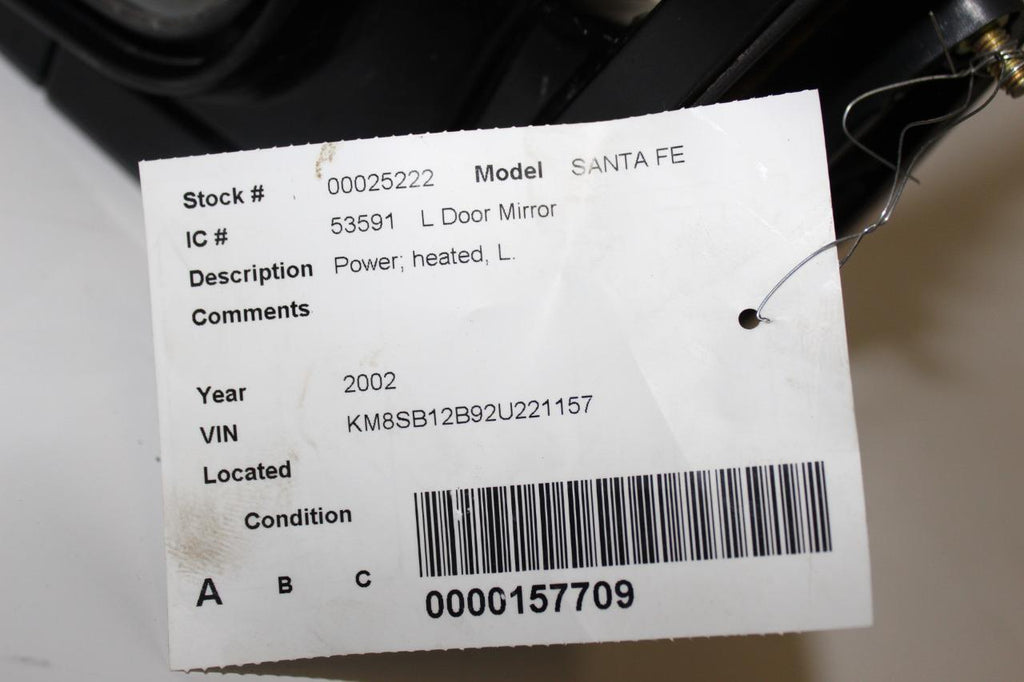 Stock # 00025222 Model SANTA FE
IC # 53591 L Door Mirror
Description Power; heated, L.
Comments
Year 2002
VIN KM8SB12B92U221157
Located
Condition
A B C
0000157709